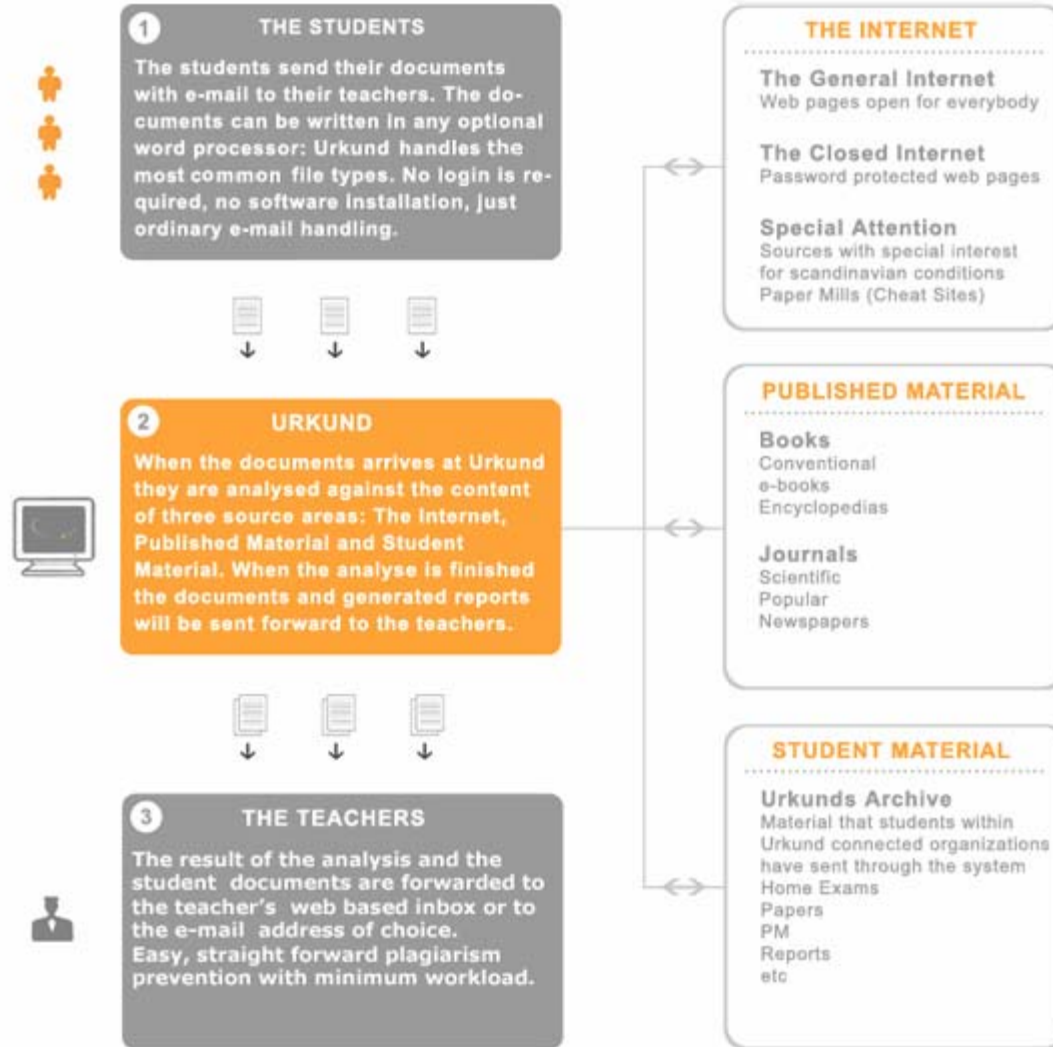 1 THE STUDENTS
The students send their documents
with e-mail to their teachers. The do-
cuments can be written in any optional
word processor: Urkund handles the
most common file types. No login is re-
quired, no software installation, just
ordinary e-mail handling.
2 URKUND
When the documents arrives at Urkund
they are analysed against the content
of three source areas: The Internet,
Published Material and Student
Material. When the analyse is finished
the documents and generated reports
will be sent forward to the teachers.
3 THE TEACHERS
The result of the analysis and the
student documents are forwarded to
the teacher's web based inbox or to
the e-mail address of choice.
Easy, straight forward plagiarism
prevention with minimum workload.
THE INTERNET
The General Internet
Web pages open for everybody
The Closed Internet
Password protected web pages
Special Attention
Sources with special interest
for scandinavian conditions
Paper Mills (Cheat Sites)
PUBLISHED MATERIAL
Books
Conventional
e-books
Encyclopedias
Journals
Scientific
Popular
Newspapers
STUDENT MATERIAL
Urkunds Archive
Material that students within
Urkund connected organizations
have sent through the system
Home Exams
Papers
PM
Reports
etc